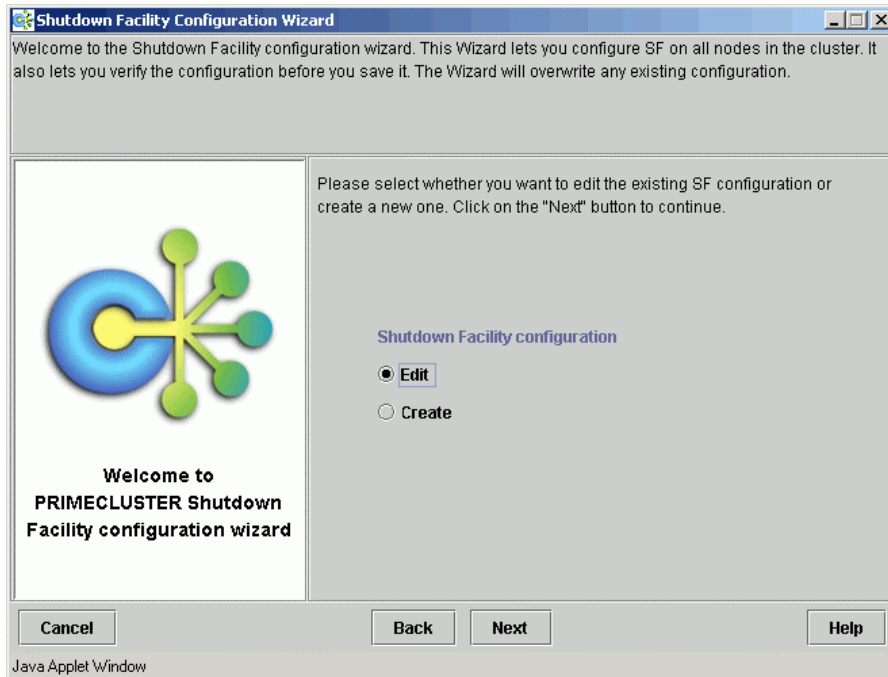 Shutdown Facility Configuration Wizard
Welcome to the Shutdown Facility configuration wizard. This Wizard lets you configure SF on all nodes in the cluster. It
also lets you verify the configuration before you save it. The Wizard will overwrite any existing configuration.
Please select whether you want to edit the existing SF configuration or
create a new one. Click on the "Next" button to continue.
Shutdown Facility configuration
Edit
Create
Welcome to
PRIMECLUSTER Shutdown
Facility configuration wizard
Cancel
Back
Next
Help
Java Applet Window